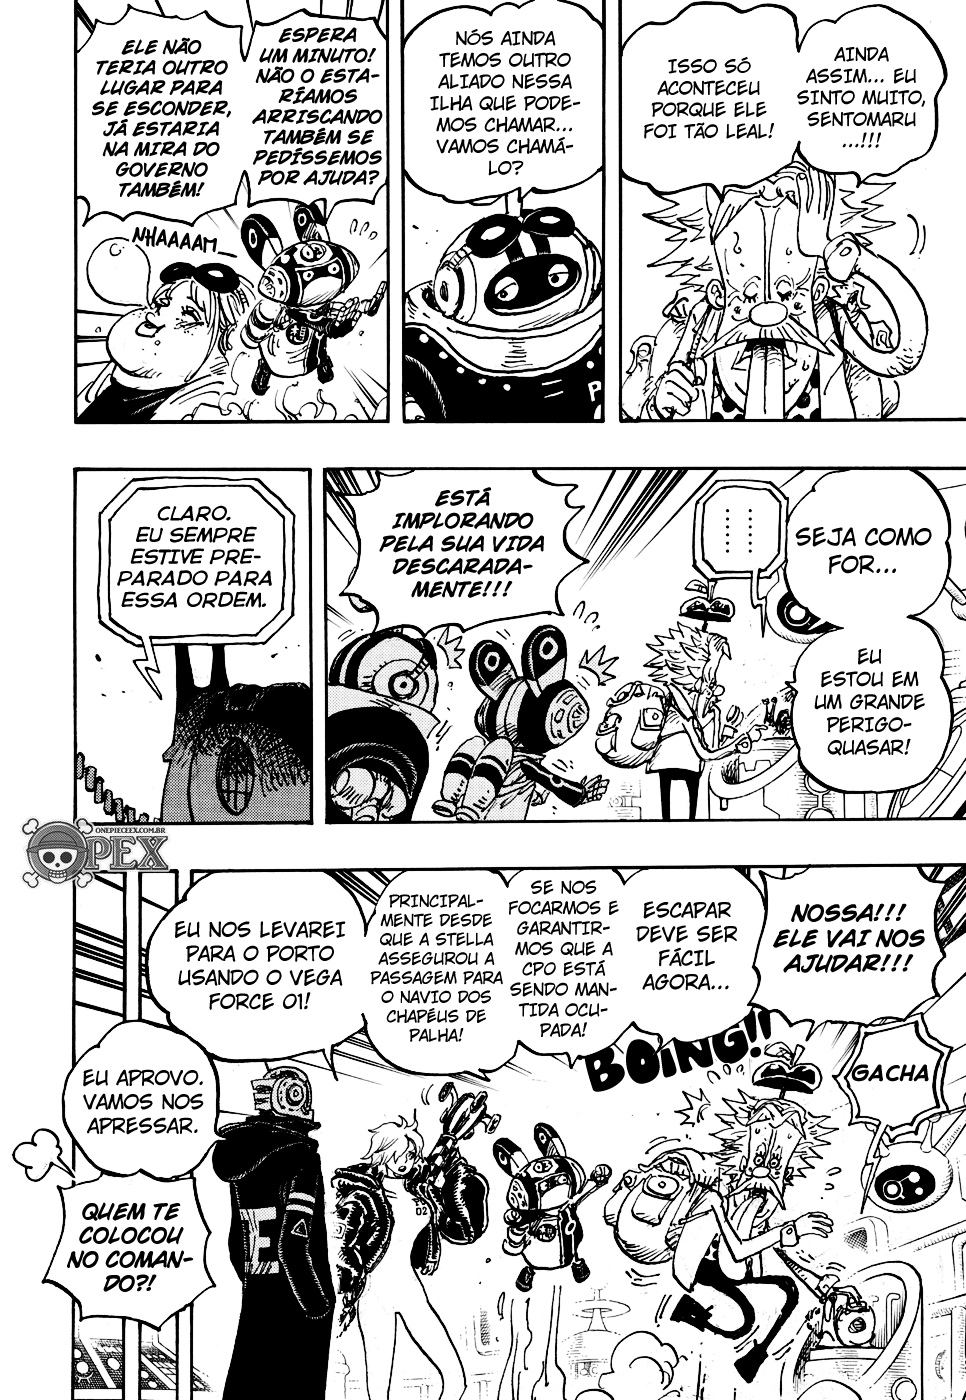 AINDA
ASSIM... EU
SINTO MUITO,
SENTOMARU
...!!!
ISSO SÓ
ACONTECEU
PORQUE ELE
FOI TÃO LEAL!
NÓS AINDA
TEMOS OUTRO
ALIADO NESSA
ILHA QUE PODE-
MOS CHAMAR...
VAMOS CHAMÁ-
LO?
P
ESPERA
UM MINUTO!
NÃO O ESTA-
RÍAMOS
ARRISCANDO
TAMBÉM SE
PEDÍSSEMOS
POR AJUDA?
ELE NÃO
TERIA OUTRO
LUGAR PARA
SE ESCONDER,
JÁ ESTARIA
NA MIRA DO
GOVERNO
TAMBÉM!
NHAAAAM
SEJA COMO
FOR...
EU
ESTOU EM
UM GRANDE
PERIGO-
QUASAR!
......
ESTÁ
IMPLORANDO
PELA SUA VIDA
DESCARADA-
MENTE!!!
CLARO.
EU SEMPRE
ESTIVE PRE-
PARADO PARA
ESSA ORDEM.
ONEPIECEEX.COM.BR
OPEX
NOSSA!!!
ELE VAI NOS
AJUDAR!!!
GACHA
BOING!!
ESCAPAR
DEVE SER
FÁCIL
AGORA...
SE NOS
FOCARMOS E
GARANTIR-
MOS QUE A
CPO ESTÁ
SENDO MAN-
TIDA OCU-
PADA!
PRINCIPAL-
MENTE DESDE
QUE A STELLA
ASSEGUROU A
PASSAGEM PARA
O NAVIO DOS
CHAPÉUS DE
PALHA!
EU NOS LEVAREI
PARA O PORTO
USANDO O VEGA
FORCE 01!
EU APROVO.
VAMOS NOS
APRESSAR.
QUEM TE
COLOCOU
NO COMAN-
DO?!
02